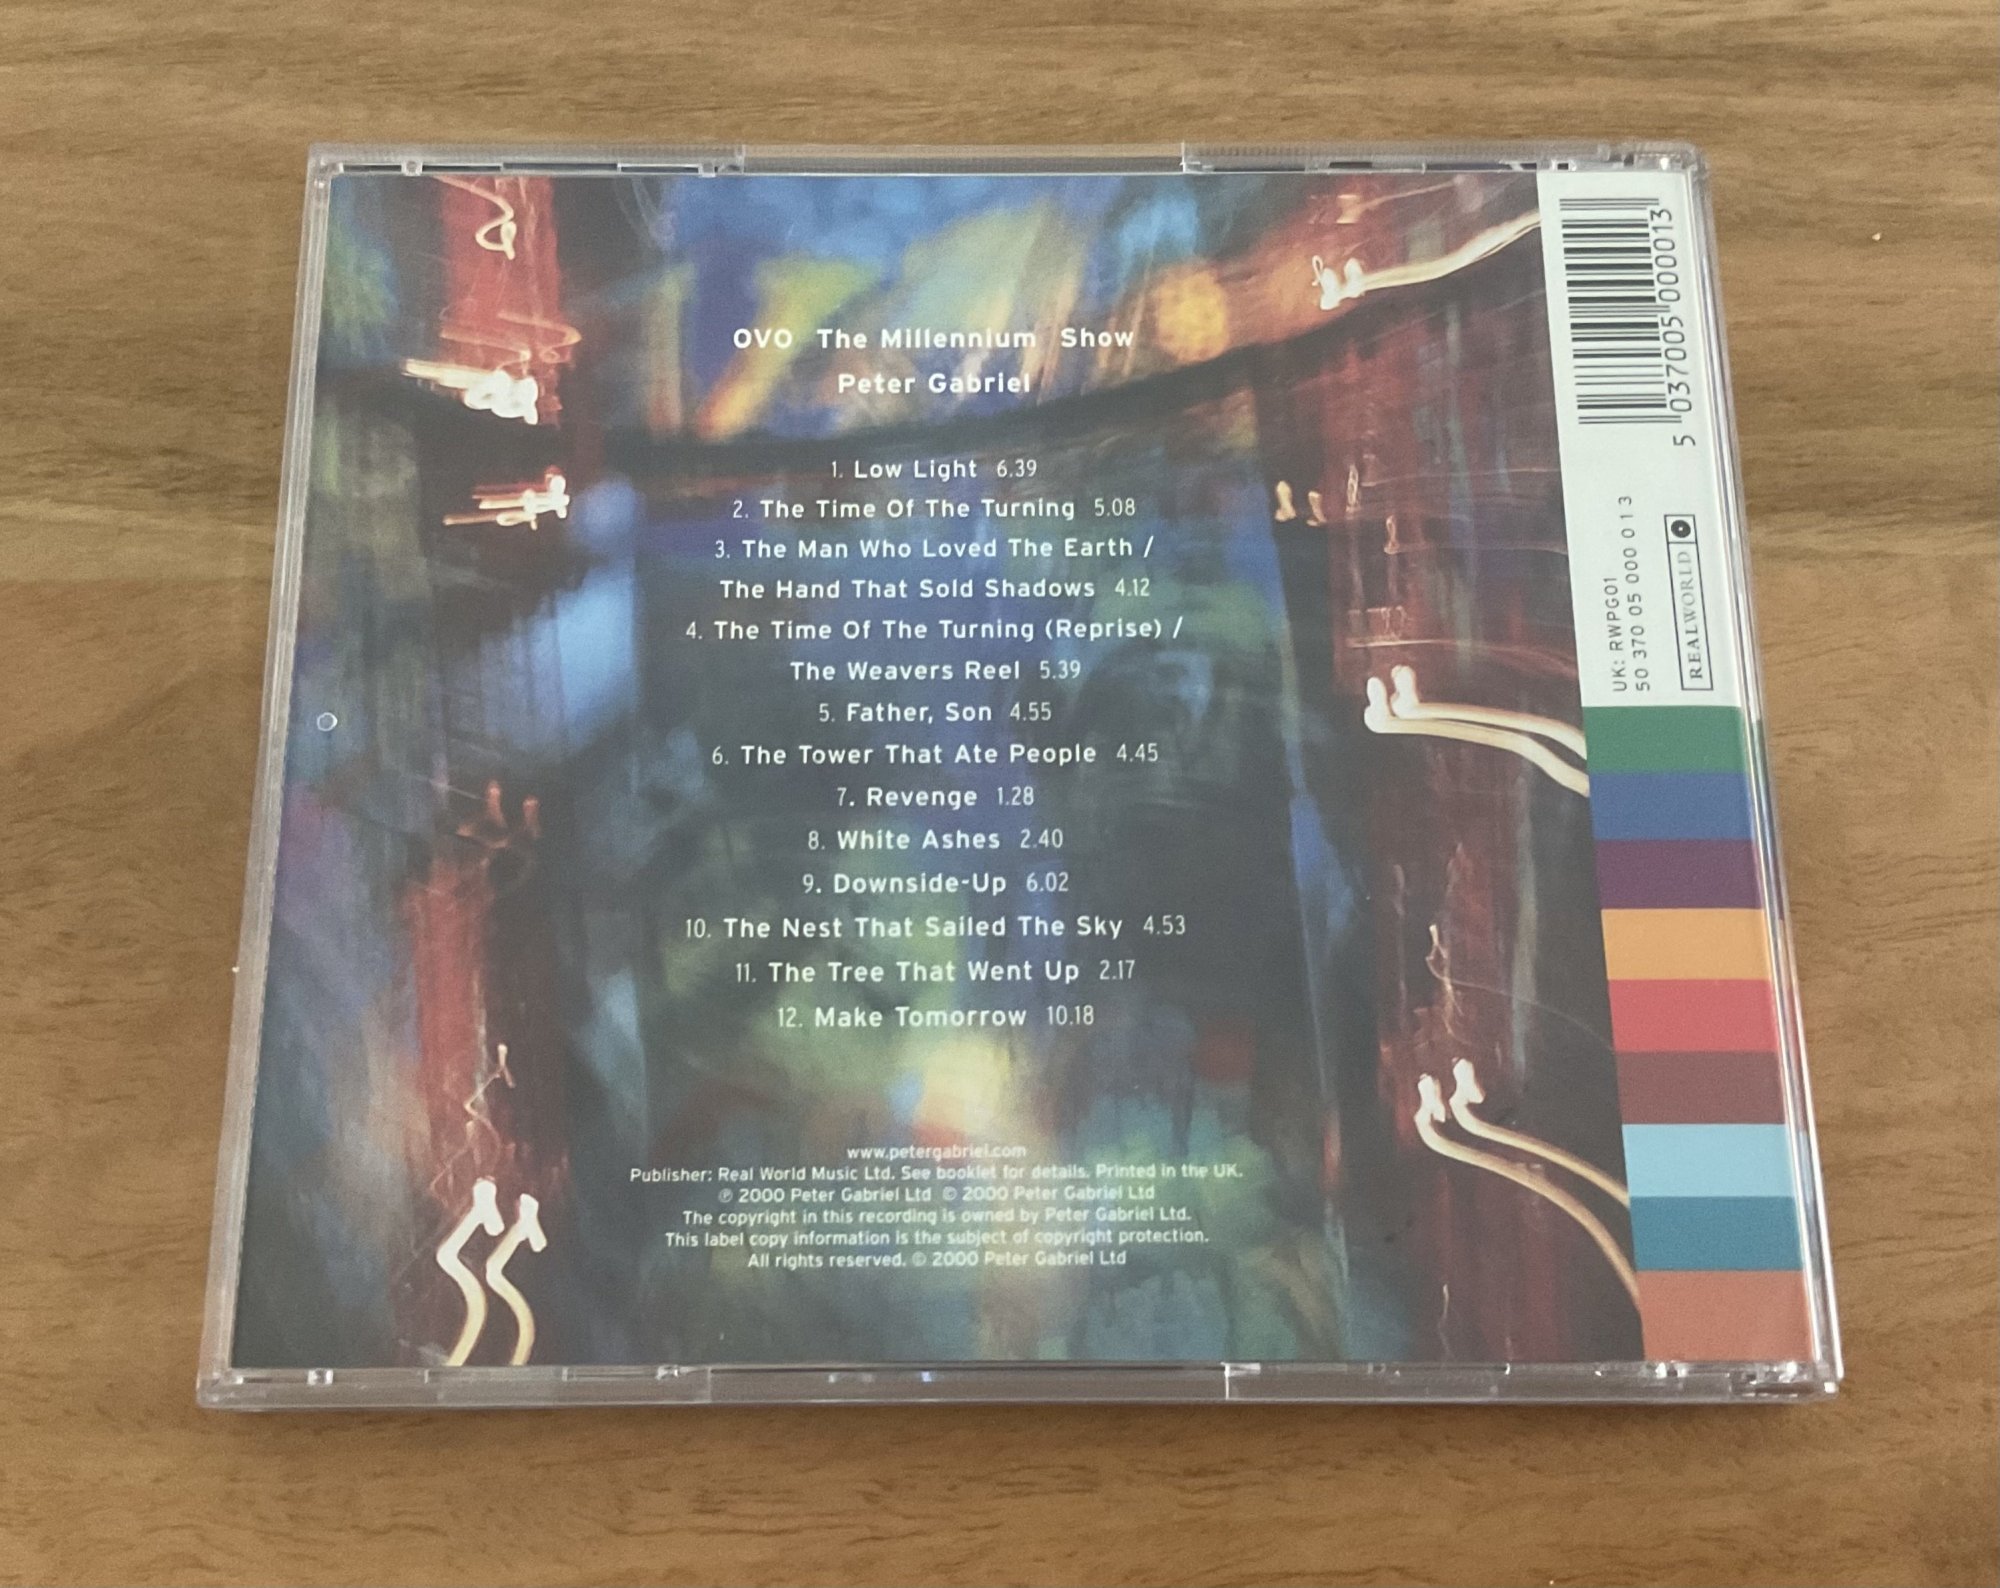 OVO The Millennium Show
Peter Gabriel
1. Low Light 6.39
2. The Time Of The Turning 5.08
3. The Man Who Loved The Earth /
The Hand That Sold Shadows 4.12
4. The Time Of The Turning (Reprise) /
The Weavers Reel 5.39
5. Father, Son 4.55
6. The Tower That Ate People 4.45
7. Revenge 1.28
8. White Ashes 2.40
9. Downside-Up 6.02
10. The Nest That Sailed The Sky 4.53
11. The Tree That Went Up 2.17
12. Make Tomorrow 10.18
www.petergabriel.com
Publisher: Real World Music Ltd. See booklet for details. Printed in the UK.
℗ 2000 Peter Gabriel Ltd © 2000 Peter Gabriel Ltd
The copyright in this recording is owned by Peter Gabriel Ltd.
This label copy information is the subject of copyright protection.
All rights reserved. © 2000 Peter Gabriel Ltd
5 037005 000013
UK: RWPG01
50 370 05 000 013
REALWORLD